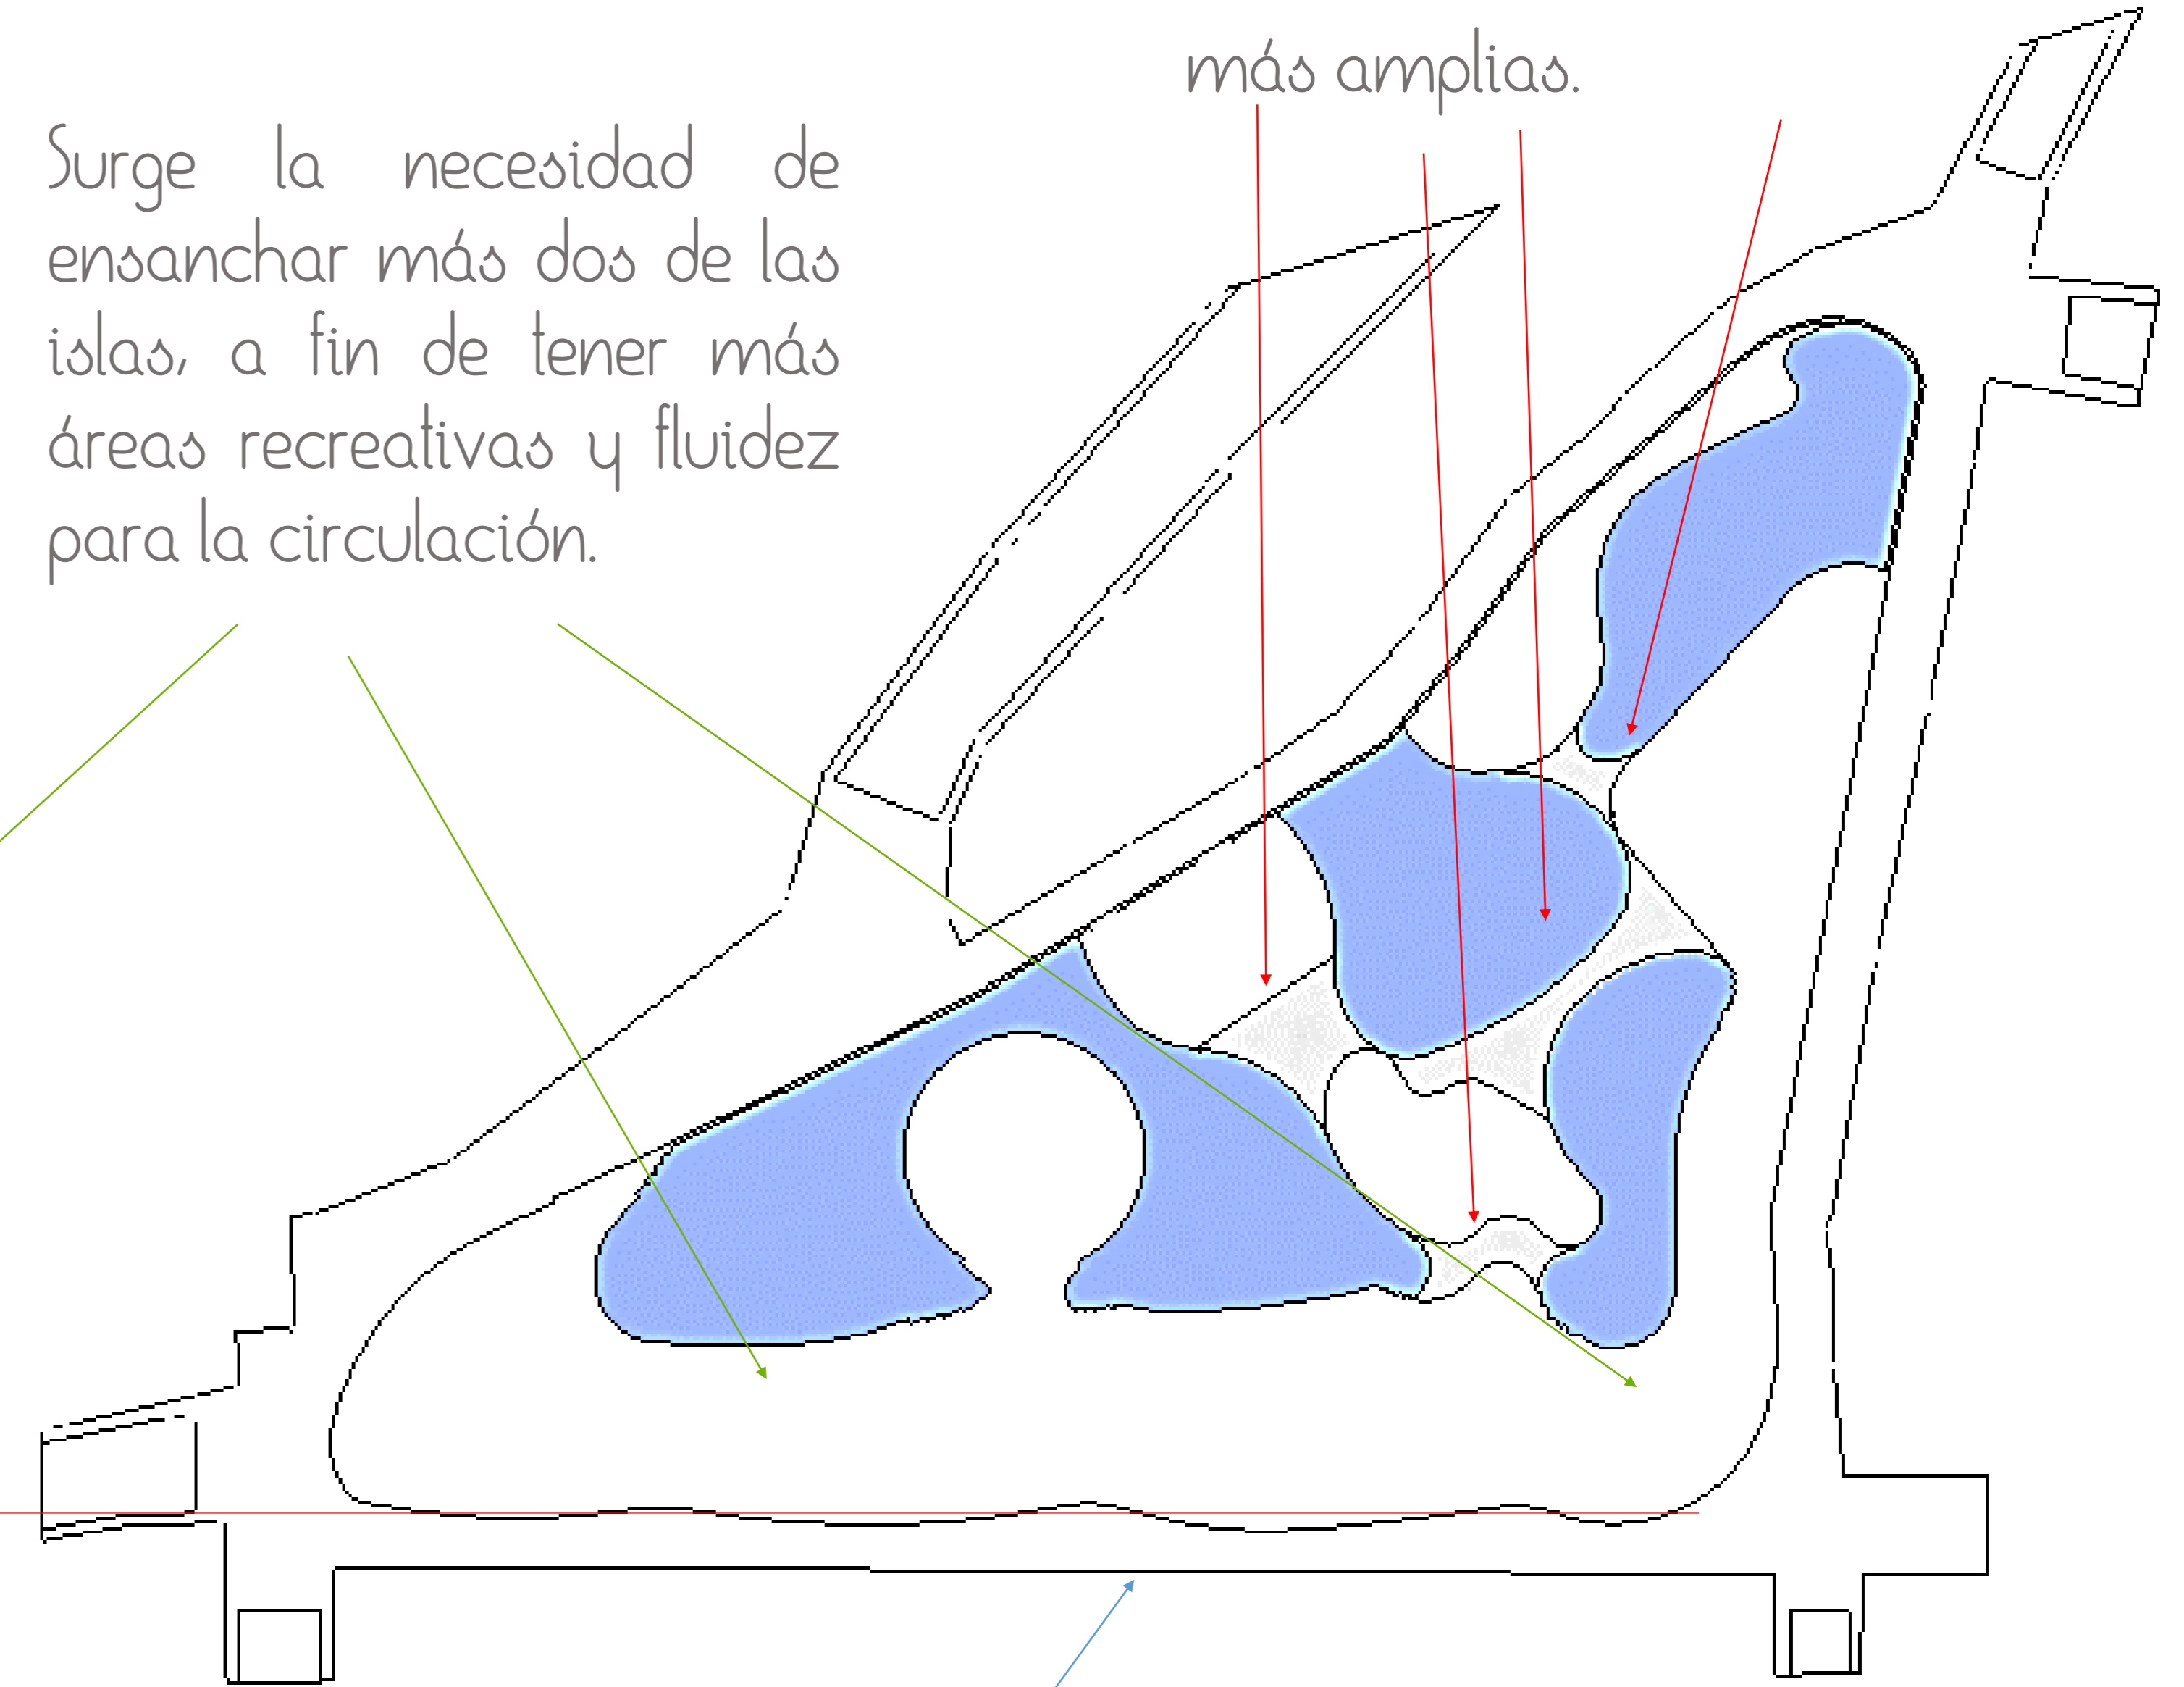 más amplias.
Surge la necesidad de
ensanchar más dos de las
islas, a fin de tener más
áreas recreativas y fluidez
para la circulación.